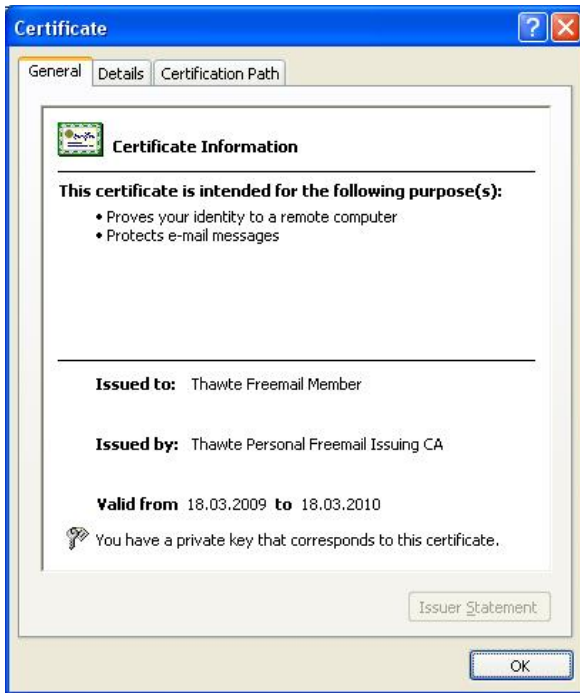 Certificate
General Details Certification Path
Certificate Information
This certificate is intended for the following purpose(s):
• Proves your identity to a remote computer
• Protects e-mail messages
Issued to: Thawte Freemail Member
Issued by: Thawte Personal Freemail Issuing CA
Valid from 18.03.2009 to 18.03.2010
You have a private key that corresponds to this certificate.
Issuer Statement
OK